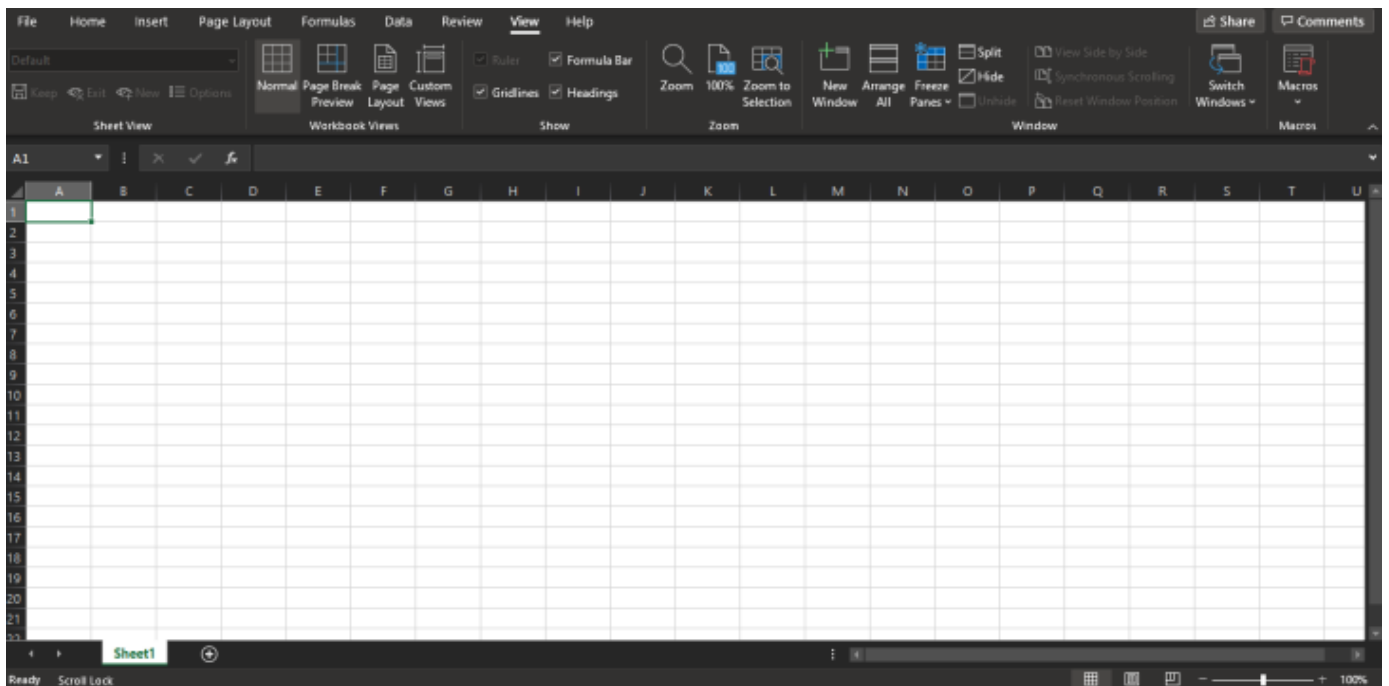 File Home Insert Page Layout Formulas Data Review View Help Share Comments
Default
Keep Exit New Options
Sheet View
Normal Page Break Preview Page Layout Custom Views
Workbook Views
Ruler Formula Bar
Gridlines Headings
Show
Zoom 100% Zoom to Selection
Zoom
New Window Arrange All Freeze Panes
Split
Hide
Unhide
View Side by Side
Synchronous Scrolling
Reset Window Position
Switch Windows
Window
Macros
Macros
A1 fx
A B C D E F G H I J K L M N O P Q R S T U
1
2
3
4
5
6
7
8
9
10
11
12
13
14
15
16
17
18
19
20
21
22
Sheet1
Ready Scroll Lock 100%